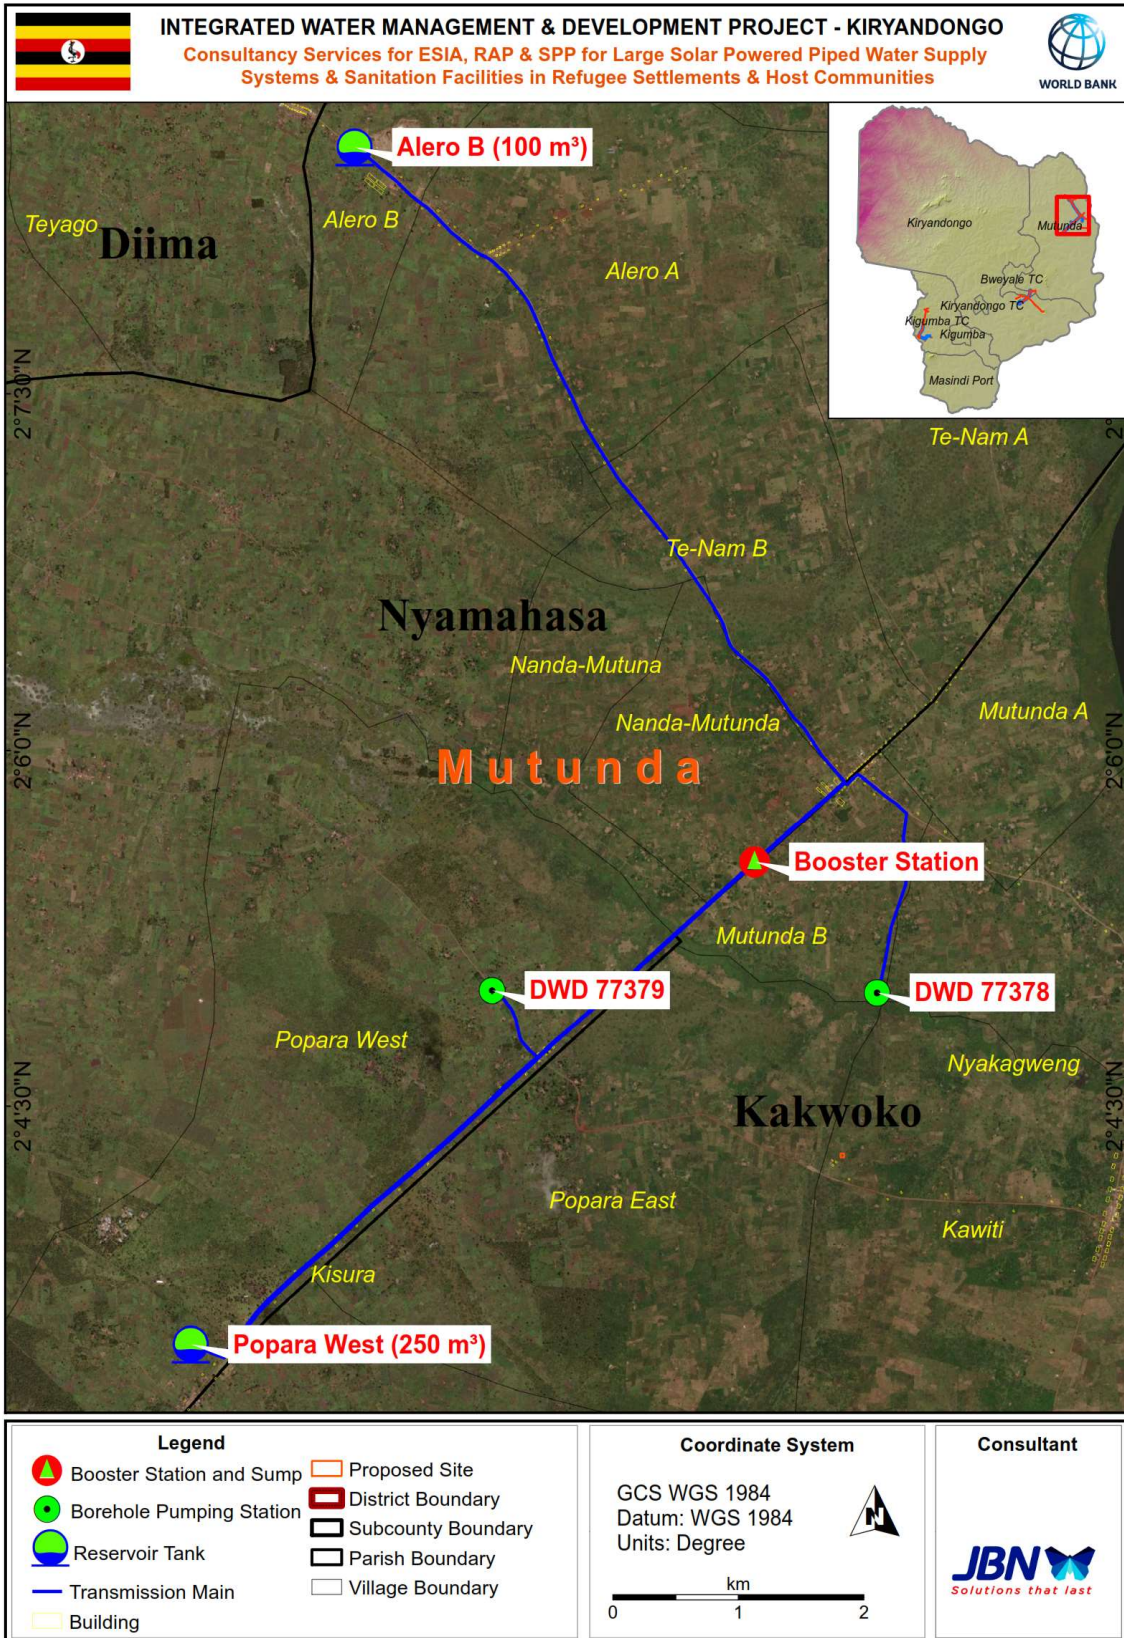 INTEGRATED WATER MANAGEMENT & DEVELOPMENT PROJECT - KIRYANDONGO
Consultancy Services for ESIA, RAP & SPP for Large Solar Powered Piped Water Supply
Systems & Sanitation Facilities in Refugee Settlements & Host Communities
WORLD BANK
Alero B (100 m³)
Teyago
Diima
Alero B
Alero A
Kiryandongo
Mutunda
Bweyale TC
Kiryandongo TC
Kigumba TC
Kigumba
Masindi Port
2°7'30"N
2°
Te-Nam A
Te-Nam B
Nyamahasa
Nanda-Mutuna
Nanda-Mutunda
Mutunda A
2°6'0"N
2°6'0"N
Mutunda
Booster Station
Mutunda B
DWD 77379
DWD 77378
Popara West
Nyakagweng
2°4'30"N
2°4'30"N
Kakwoko
Popara East
Kawiti
Kisura
Popara West (250 m³)
Legend
Booster Station and Sump
Borehole Pumping Station
Reservoir Tank
Transmission Main
Building
Proposed Site
District Boundary
Subcounty Boundary
Parish Boundary
Village Boundary
Coordinate System
GCS WGS 1984
Datum: WGS 1984
Units: Degree
N
km
0 1 2
Consultant
JBN
Solutions that last